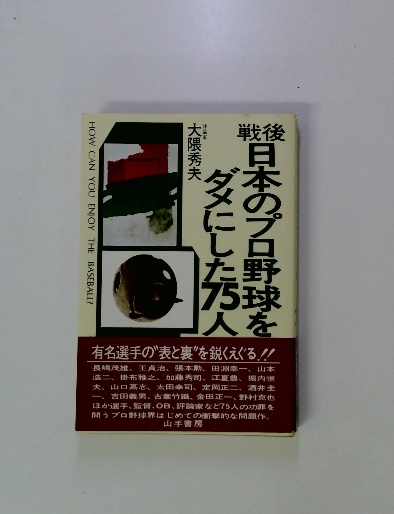 戦後
日本のプロ野球を
ダメにした75人
大隈秀夫
HOW CAN YOU ENJOY THE BASEBALL?
有名選手の“表と裏”を鋭くえぐる!!
長嶋茂雄、王貞治、張本勲、田淵幸一、山本
浩二、掛布雅之、加藤秀司、江夏豊、堀内恒
夫、山口高志、太田幸司、定岡正二、酒井圭
一、吉田義男、古葉竹識、金田正一、野村克也
ほか選手、監督、OB、評論家など75人の功罪を
問うプロ野球界はじめての衝撃的な問題作。
山手書房